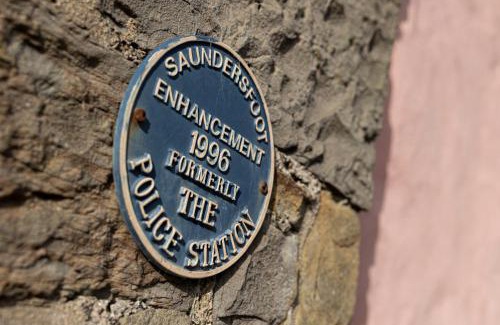 SAUNDERSFOOT
ENHANCEMENT
1996
FORMERLY
THE
POLICE STATION